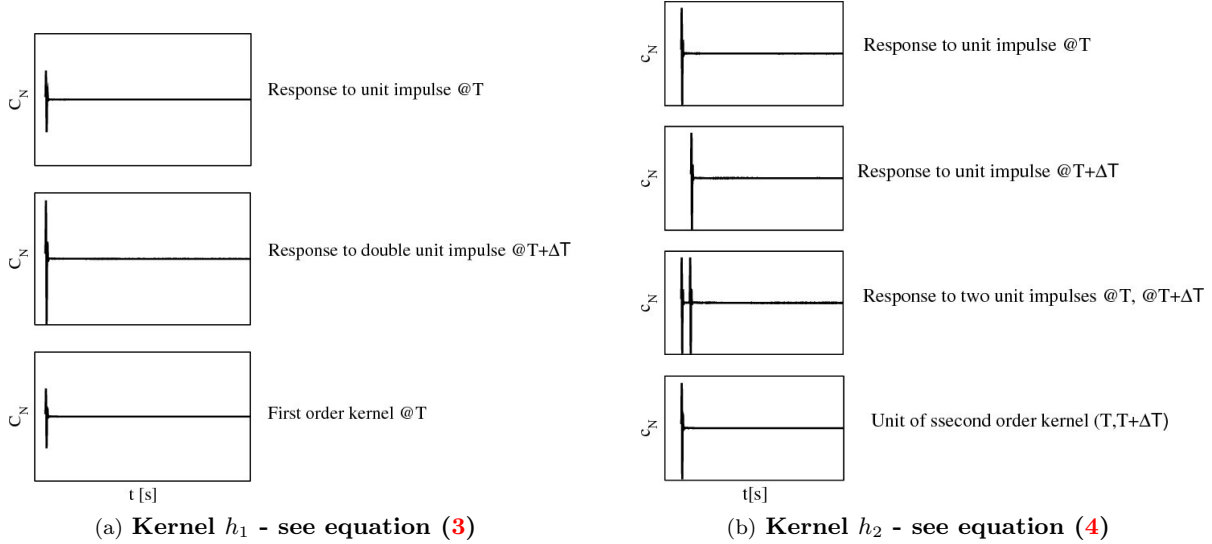 C_N
Response to unit impulse @T
C_N
Response to double unit impulse @T+ΔT
C_N
First order kernel @T
t [s]
(a) Kernel h₁ - see equation (3)
c_N
Response to unit impulse @T
c_N
Response to unit impulse @T+ΔT
c_N
Response to two unit impulses @T, @T+ΔT
c_N
Unit of ssecond order kernel (T,T+ΔT)
t[s]
(b) Kernel h₂ - see equation (4)